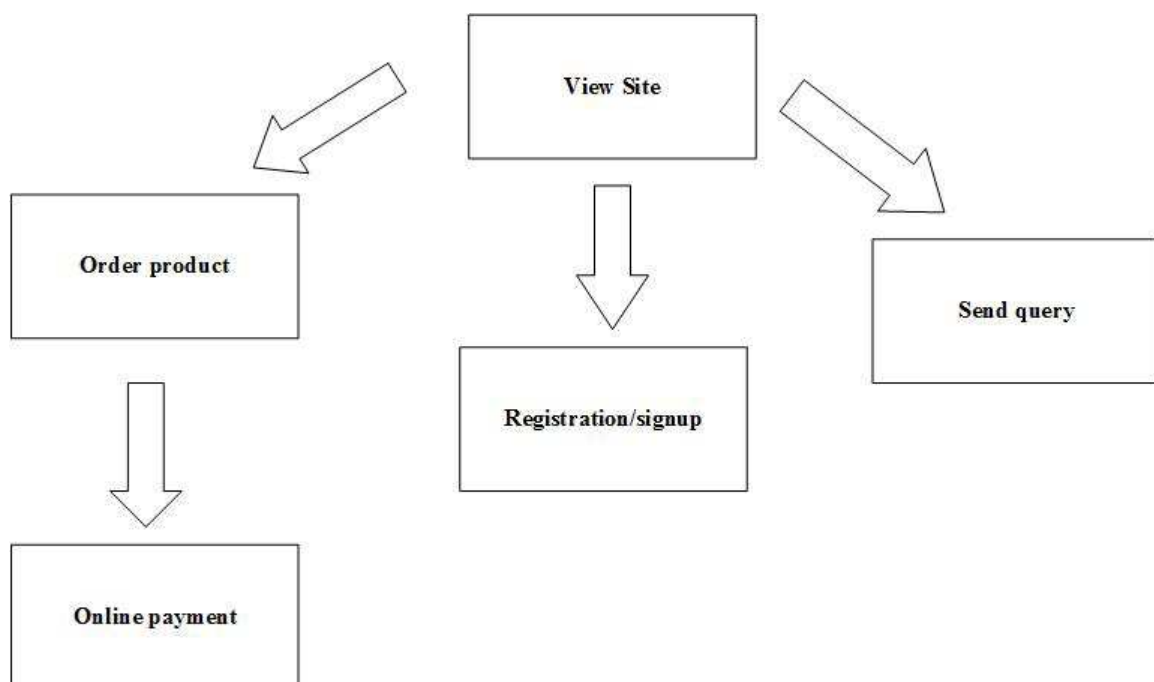 View Site
Order product
Send query
Registration/signup
Online payment